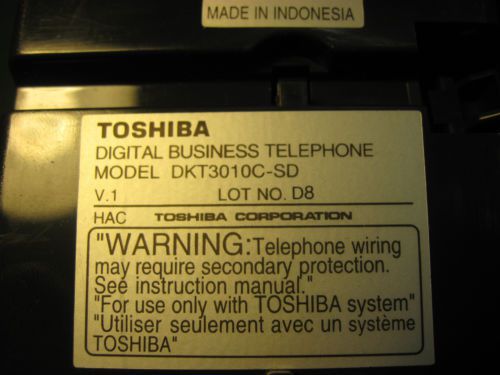 MADE IN INDONESIA
TOSHIBA
DIGITAL BUSINESS TELEPHONE
MODEL DKT3010C-SD
V.1 LOT NO. D8
HAC TOSHIBA CORPORATION
"WARNING:Telephone wiring
may require secondary protection.
See instruction manual."
"For use only with TOSHIBA system"
"Utiliser seulement avec un système
TOSHIBA"